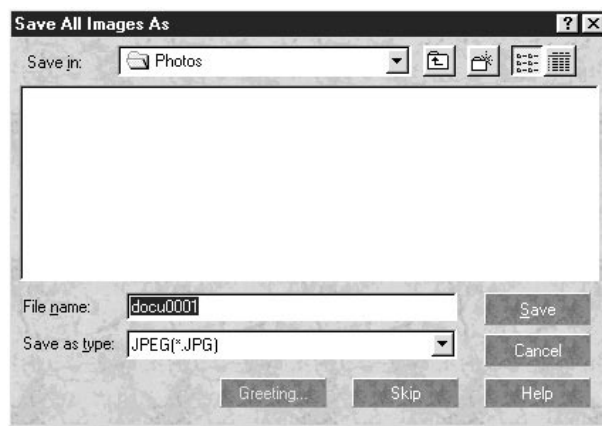 Save All Images As
Save in: Photos
File name: docu0001
Save
Save as type: JPEG(*.JPG)
Cancel
Greeting... Skip Help